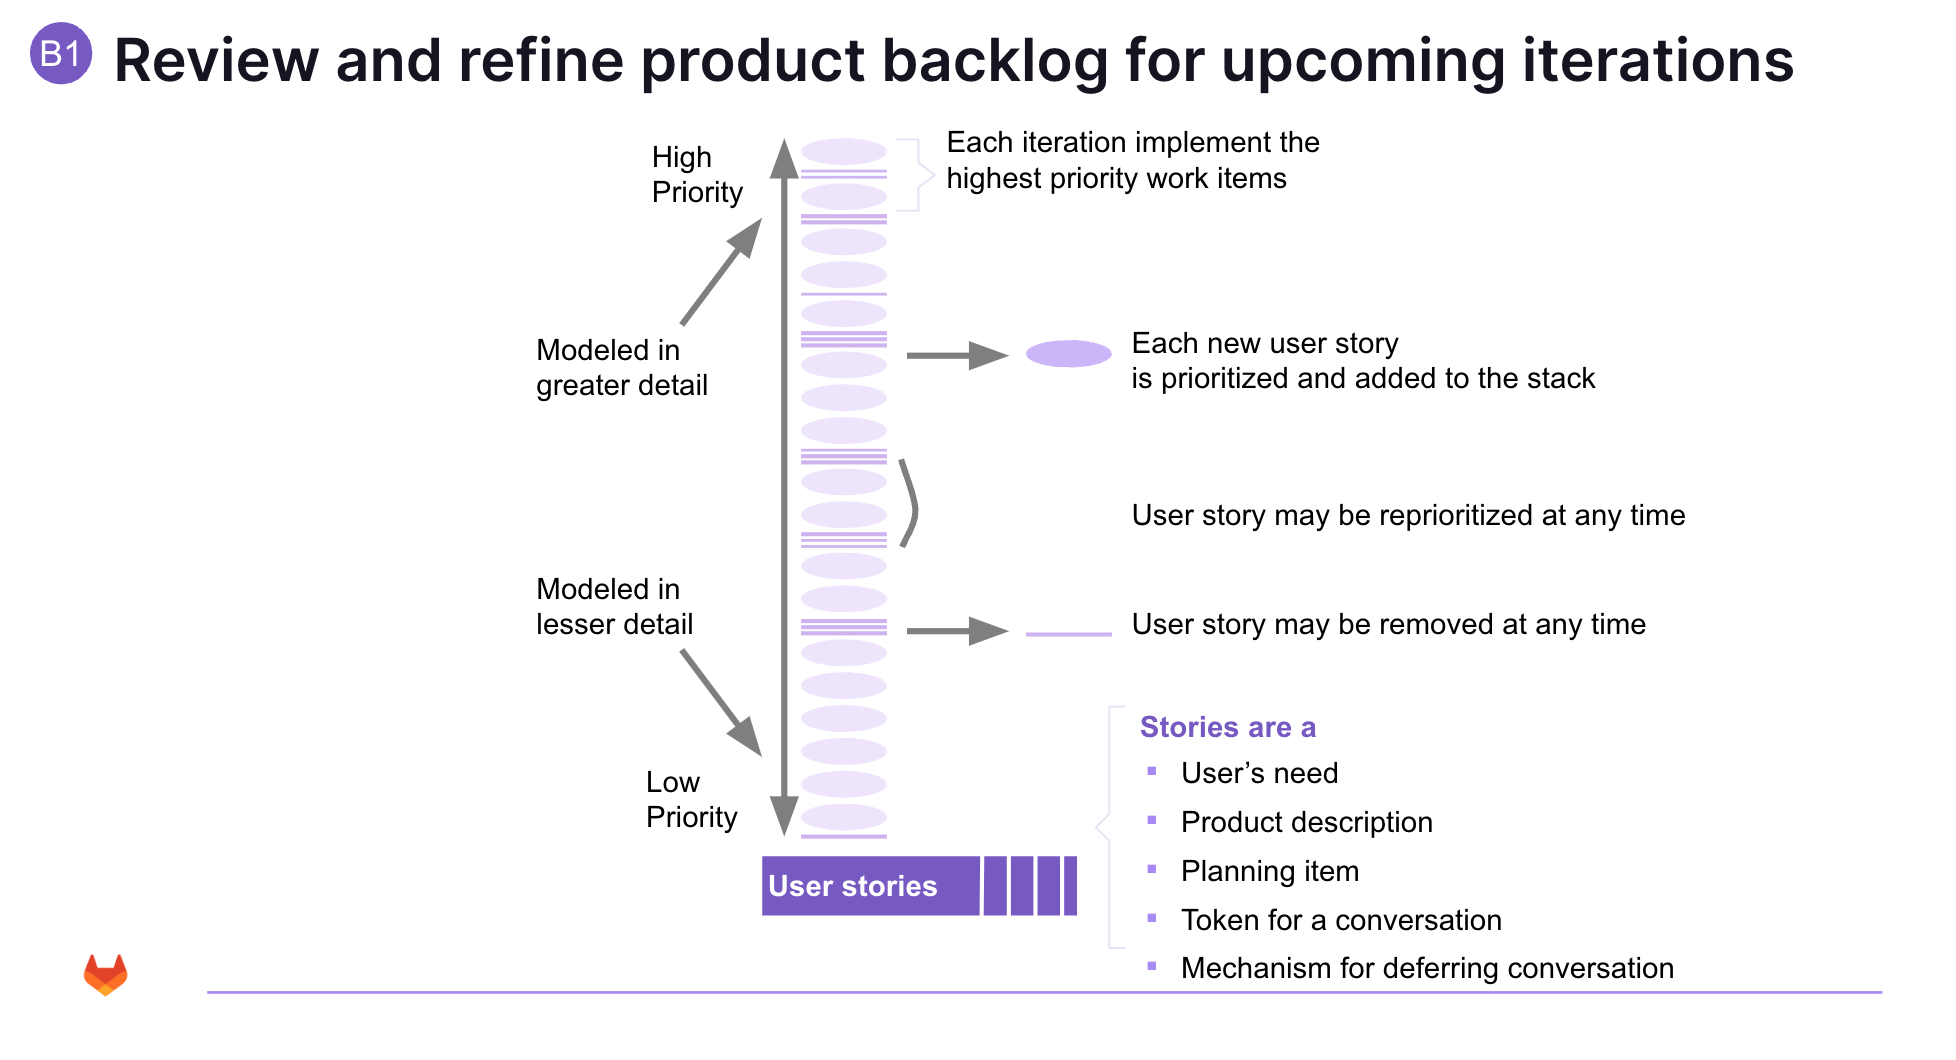 B1
Review and refine product backlog for upcoming iterations
High
Priority
Each iteration implement the
highest priority work items
Modeled in
greater detail
Each new user story
is prioritized and added to the stack
User story may be reprioritized at any time
Modeled in
lesser detail
User story may be removed at any time
Low
Priority
User stories
Stories are a
▪ User’s need
▪ Product description
▪ Planning item
▪ Token for a conversation
▪ Mechanism for deferring conversation